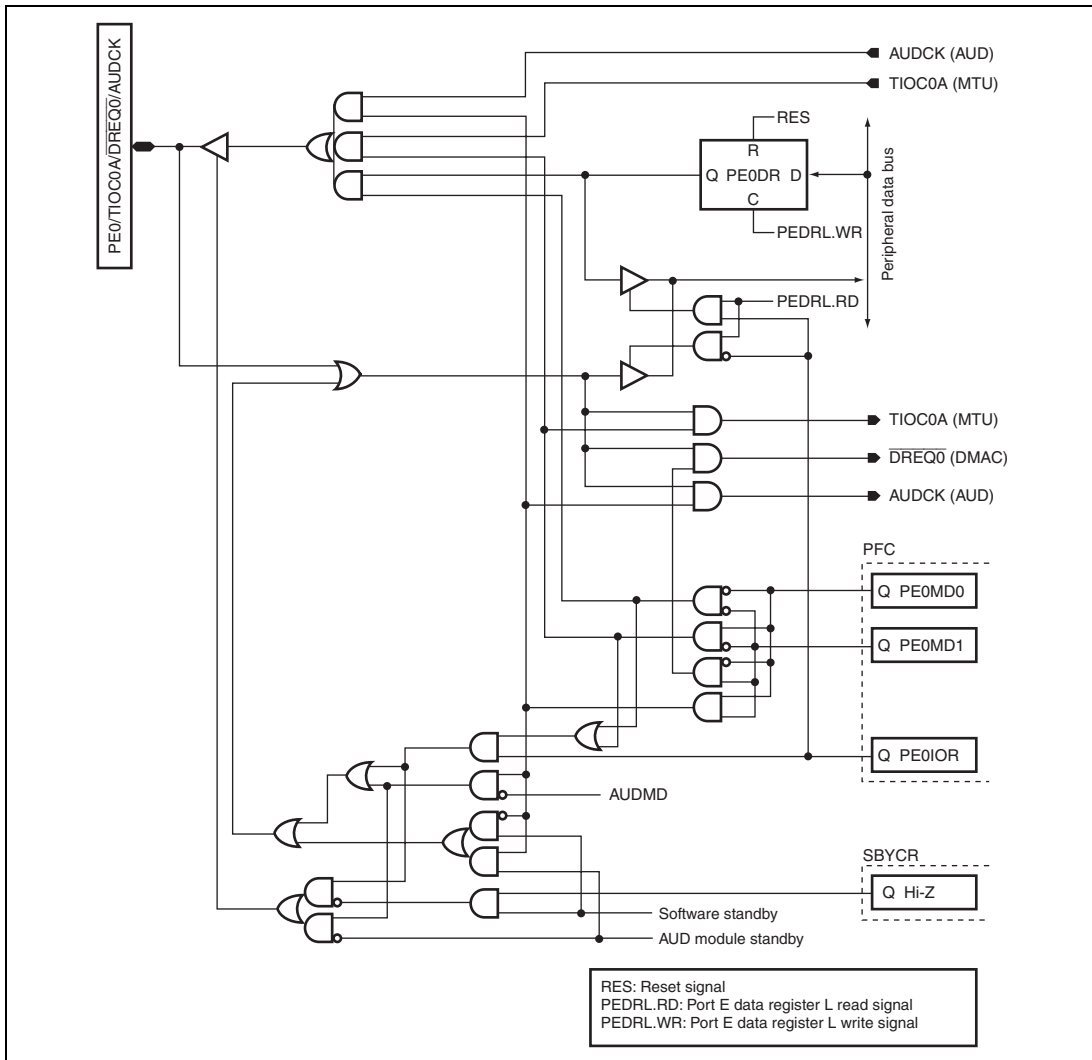 AUDCK (AUD)
TIOC0A (MTU)
PE0/TIOC0A/D̅R̅E̅Q̅0̅/AUDCK
RES
R
Q PE0DR D
C
PEDRL.WR
Peripheral data bus
PEDRL.RD
TIOC0A (MTU)
D̅R̅E̅Q̅0̅ (DMAC)
AUDCK (AUD)
PFC
Q PE0MD0
Q PE0MD1
Q PE0IOR
AUDMD
SBYCR
Q Hi-Z
Software standby
AUD module standby
RES: Reset signal
PEDRL.RD: Port E data register L read signal
PEDRL.WR: Port E data register L write signal